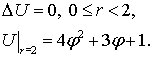 ΔU = 0, 0 ≤ r < 2,
U|r=2 = 4φ² + 3φ + 1.